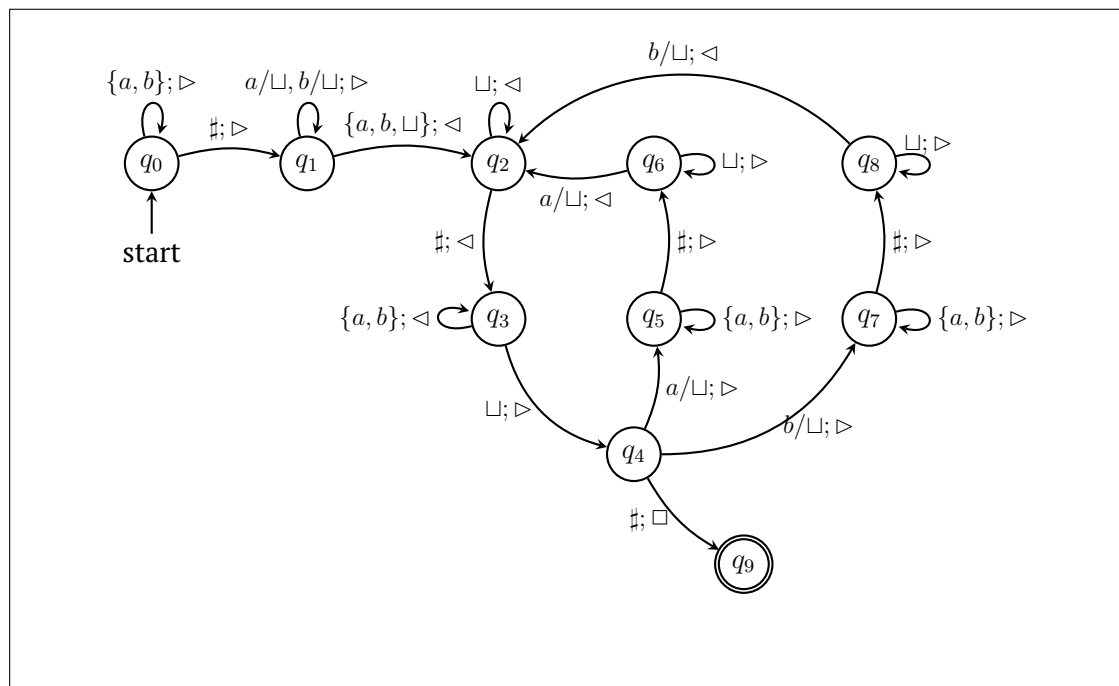 b/⊔; ◁
{a, b}; ▷
a/⊔, b/⊔; ▷
⊔; ◁
♯; ▷
{a, b, ⊔}; ◁
⊔; ▷
q0
q1
q2
q6
⊔; ▷
q8
a/⊔; ◁
start
♯; ◁
♯; ▷
♯; ▷
{a, b}; ◁
q3
q5
{a, b}; ▷
q7
{a, b}; ▷
a/⊔; ▷
⊔; ▷
b/⊔; ▷
q4
♯; □
q9